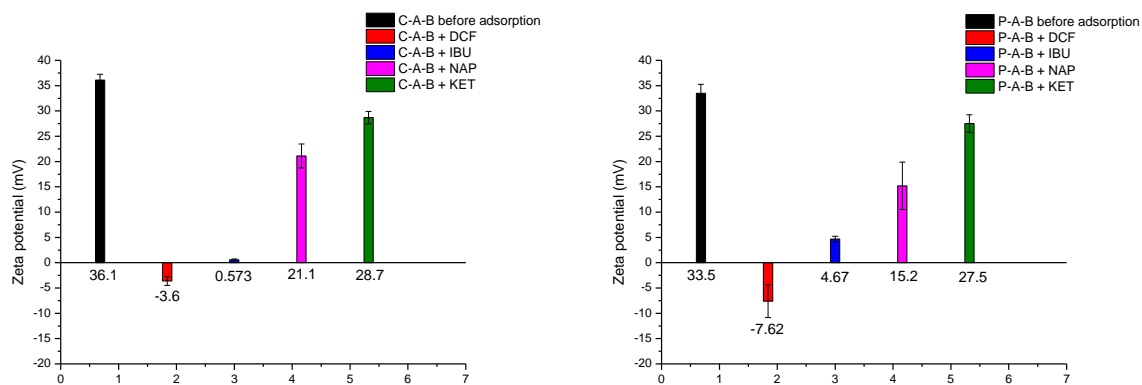 C-A-B before adsorption
C-A-B + DCF
C-A-B + IBU
C-A-B + NAP
C-A-B + KET
Zeta potential (mV)
40
35
30
25
20
15
10
5
0
-5
-10
-15
-20
36.1
-3.6
0.573
21.1
28.7
0 1 2 3 4 5 6 7
P-A-B before adsorption
P-A-B + DCF
P-A-B + IBU
P-A-B + NAP
P-A-B + KET
Zeta potential (mV)
40
35
30
25
20
15
10
5
0
-5
-10
-15
-20
33.5
-7.62
4.67
15.2
27.5
0 1 2 3 4 5 6 7